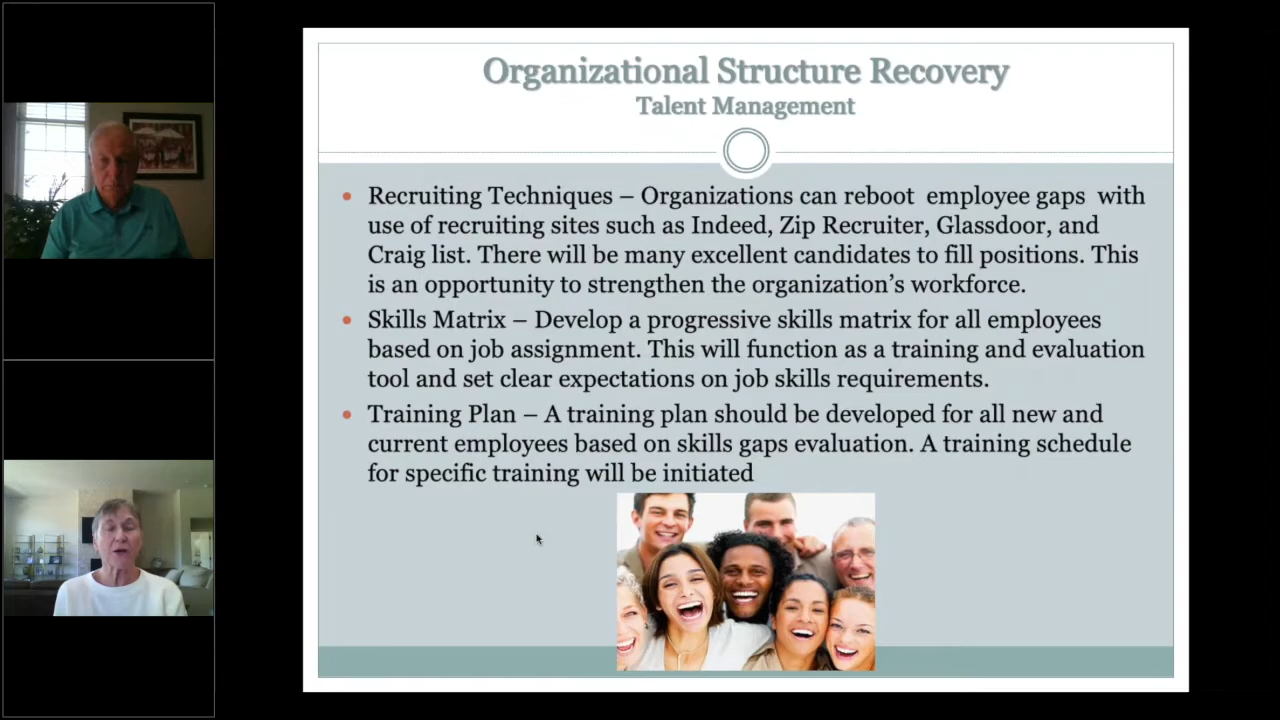 Organizational Structure Recovery
Talent Management
• Recruiting Techniques – Organizations can reboot  employee gaps  with
use of recruiting sites such as Indeed, Zip Recruiter, Glassdoor, and
Craig list. There will be many excellent candidates to fill positions. This
is an opportunity to strengthen the organization’s workforce.
• Skills Matrix – Develop a progressive skills matrix for all employees
based on job assignment. This will function as a training and evaluation
tool and set clear expectations on job skills requirements.
• Training Plan – A training plan should be developed for all new and
current employees based on skills gaps evaluation. A training schedule
for specific training will be initiated